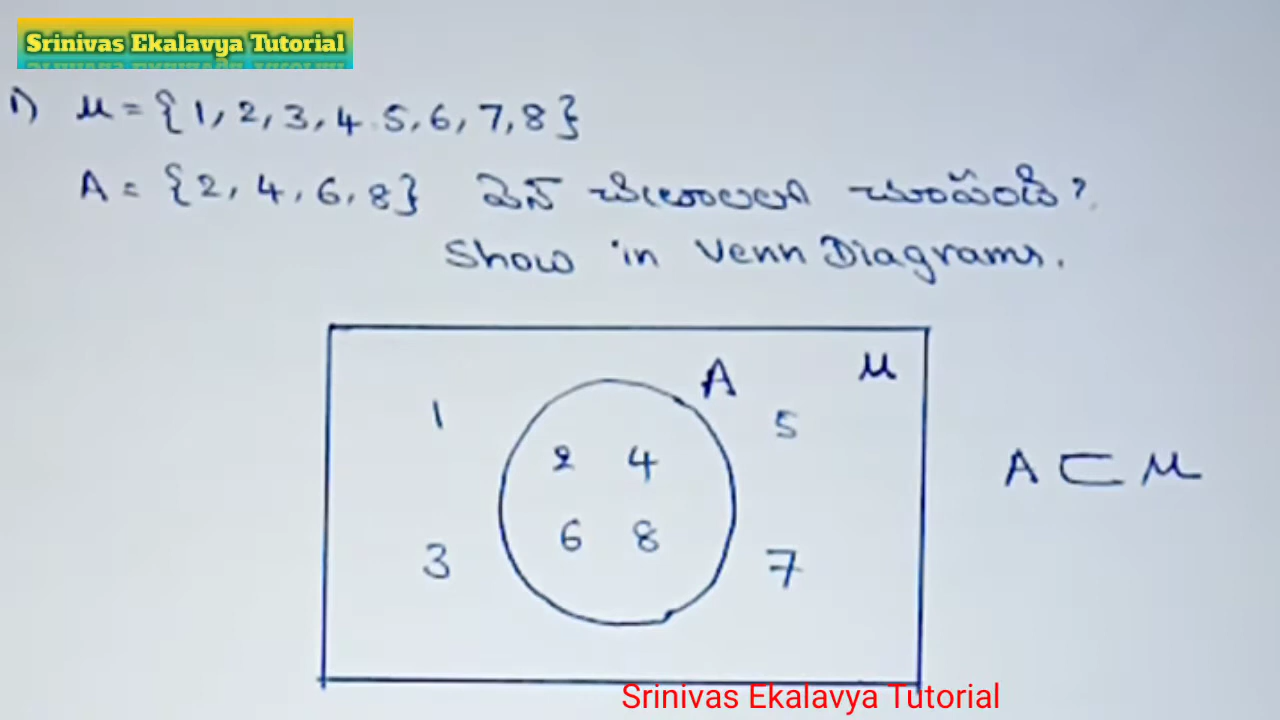 Srinivas Ekalavya Tutorial
1) μ = {1, 2, 3, 4 5, 6, 7, 8}
A = {2, 4, 6, 8} వెన్ చిత్రాలలో చూపండి?
Show in Venn Diagrams.
A μ
1 5
2 4
A ⊂ μ
6 8
3 7
Srinivas Ekalavya Tutorial